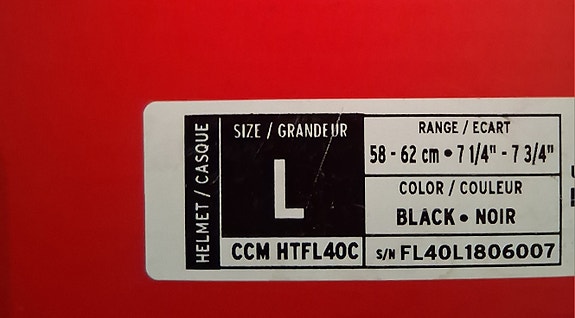 HELMET / CASQUE
SIZE / GRANDEUR
L
CCM HTFL40C
RANGE / ECART
58 - 62 cm • 7 1/4" - 7 3/4"
COLOR / COULEUR
BLACK • NOIR
S/N FL40L1806007